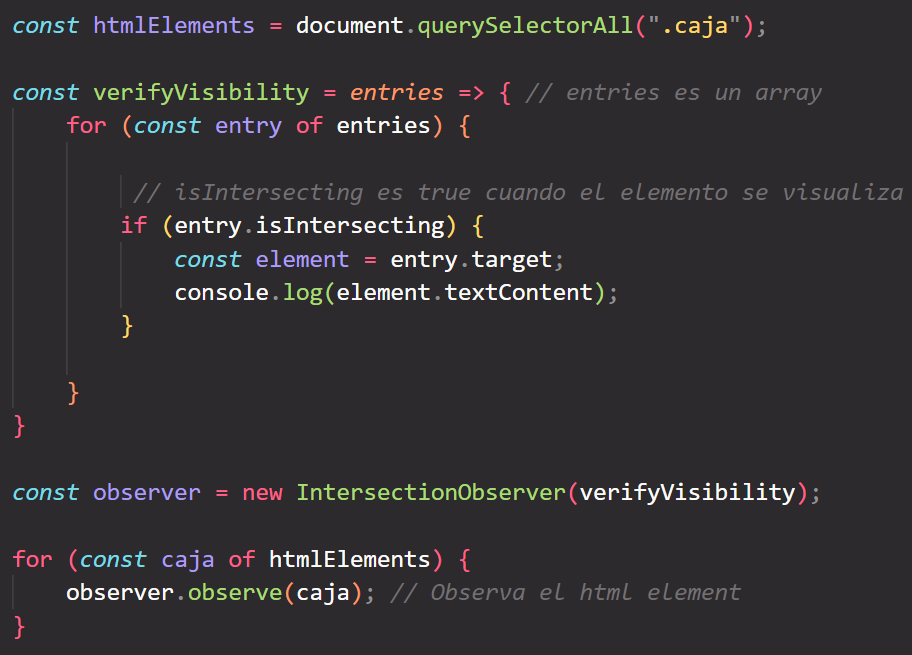 const htmlElements = document.querySelectorAll(".caja");
const verifyVisibility = entries => { // entries es un array
for (const entry of entries) {
// isIntersecting es true cuando el elemento se visualiza
if (entry.isIntersecting) {
const element = entry.target;
console.log(element.textContent);
}
}
}
const observer = new IntersectionObserver(verifyVisibility);
for (const caja of htmlElements) {
observer.observe(caja); // Observa el html element
}